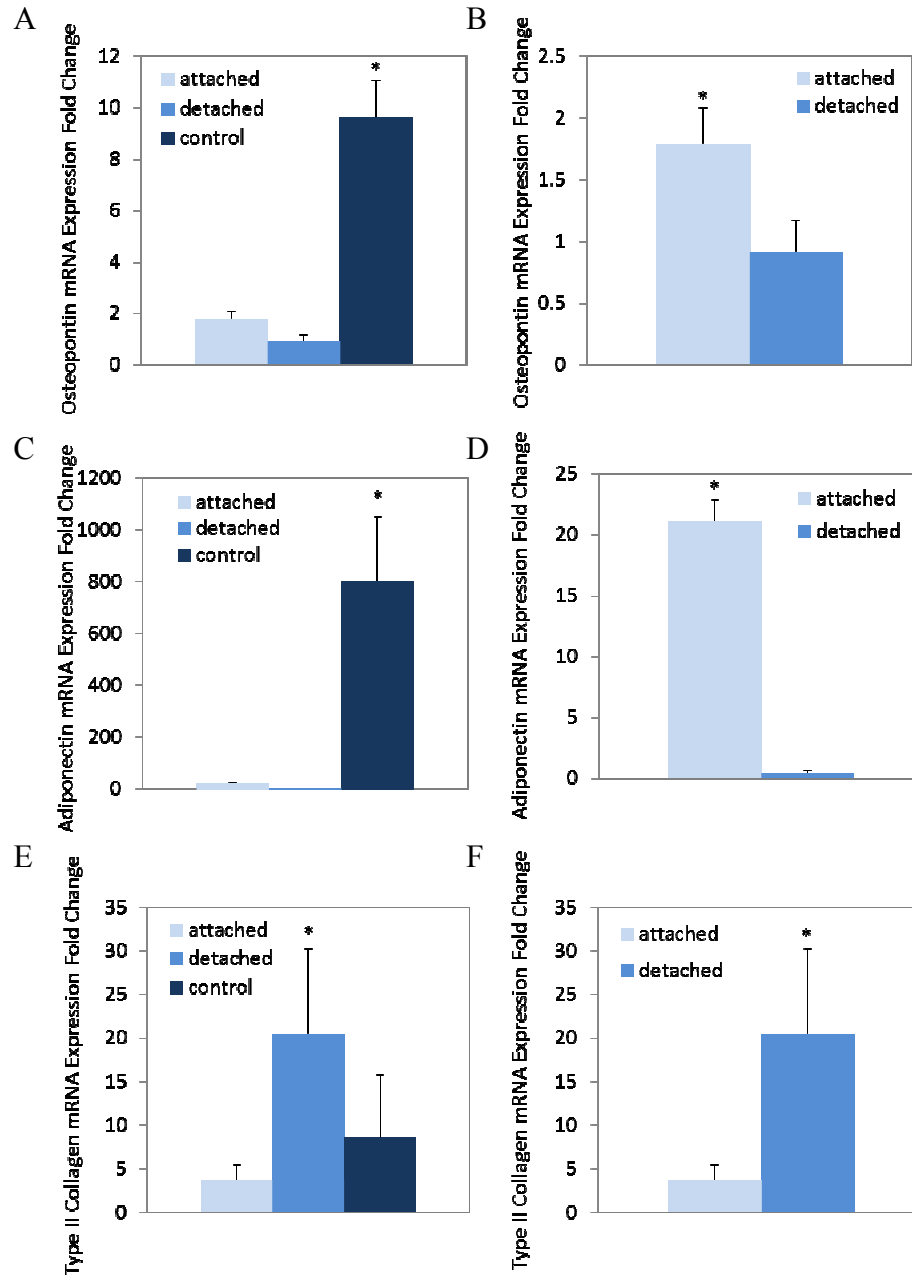 A
Osteopontin mRNA Expression Fold Change
12
10
8
6
4
2
0
attached
detached
control
*
B
Osteopontin mRNA Expression Fold Change
2.5
2
1.5
1
0.5
0
attached
detached
*
C
Adiponectin mRNA Expression Fold Change
1200
1000
800
600
400
200
0
attached
detached
control
*
D
Adiponectin mRNA Expression Fold Change
25
20
15
10
5
0
attached
detached
*
E
Type II Collagen mRNA Expression Fold Change
35
30
25
20
15
10
5
0
attached
detached
control
*
F
Type II Collagen mRNA Expression Fold Change
35
30
25
20
15
10
5
0
attached
detached
*